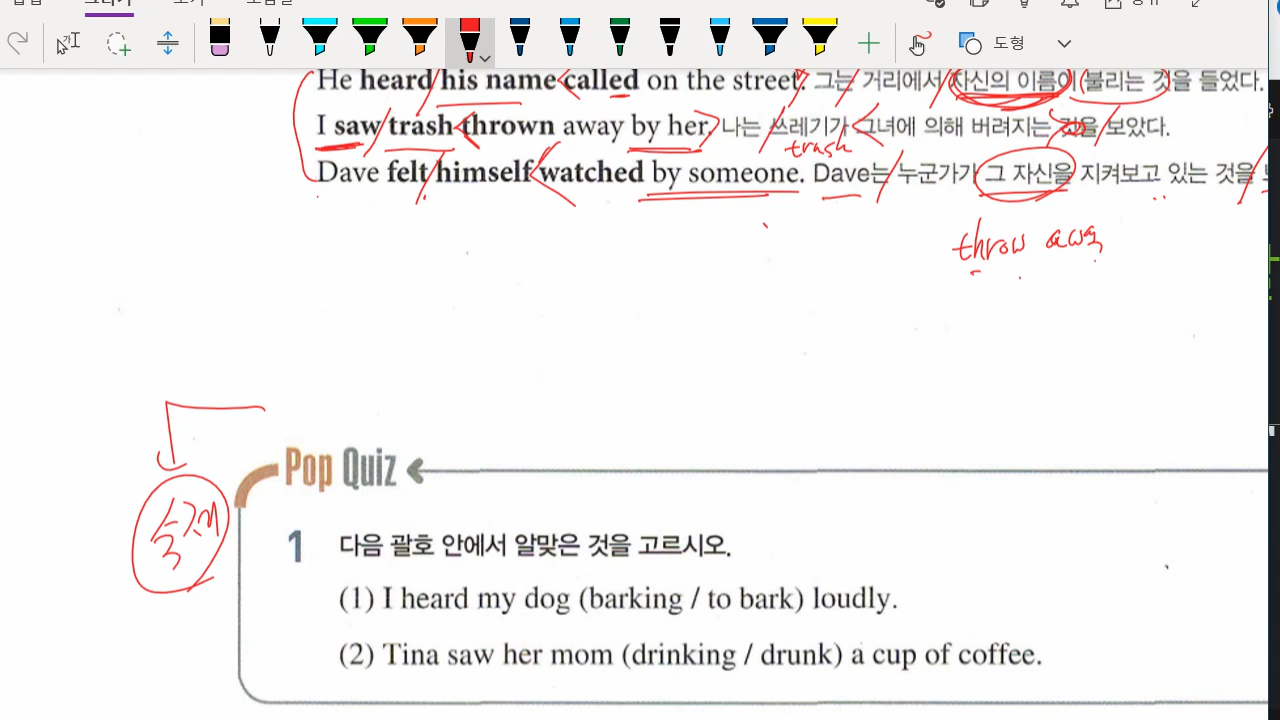 도형
He heard his name called on the street. 그는 거리에서 자신의 이름이 불리는 것을 들었다.
I saw trash thrown away by her. 나는 쓰레기가 그녀에 의해 버려지는 것을 보았다.
trash
Dave felt himself watched by someone. Dave는 누군가가 그 자신을 지켜보고 있는 것을
throw away
Pop Quiz
숙제
1 다음 괄호 안에서 알맞은 것을 고르시오.
(1) I heard my dog (barking / to bark) loudly.
(2) Tina saw her mom (drinking / drunk) a cup of coffee.